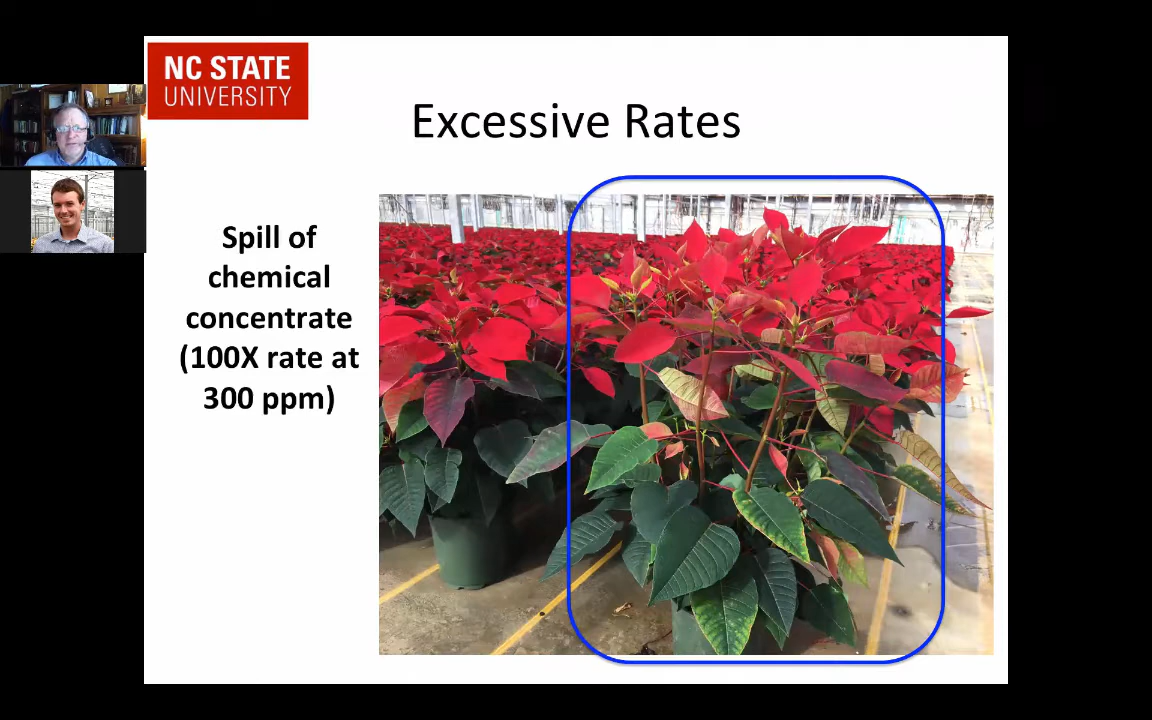 NC STATE
UNIVERSITY
Excessive Rates
Spill of
chemical
concentrate
(100X rate at
300 ppm)